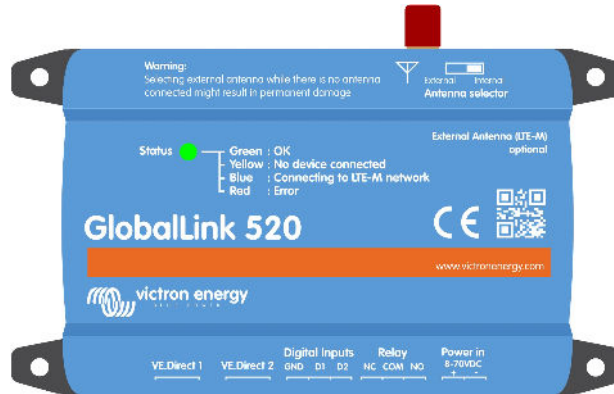 Warning:
Selecting external antenna while there is no antenna
connected might result in permanent damage
External Interna
Antenna selector
External Antenna (LTE-M)
optional
Status
Green : OK
Yellow : No device connected
Blue : Connecting to LTE-M network
Red : Error
GlobalLink 520
CE
www.victronenergy.com
victron energy
VE.Direct 1
VE.Direct 2
Digital Inputs
GND D1 D2
Relay
NC COM NO
Power in
8-70VDC
+ -